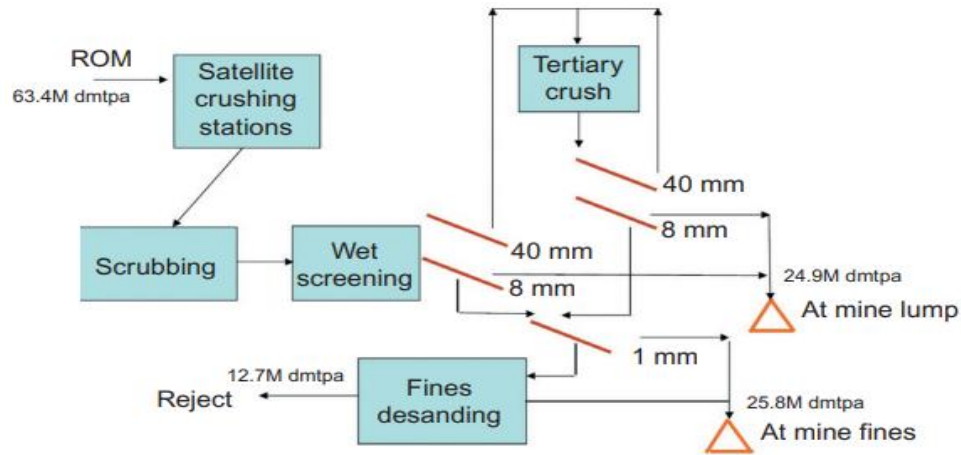 ROM
63.4M dmtpa
Satellite
crushing
stations
Tertiary
crush
40 mm
8 mm
Scrubbing
Wet
screening
40 mm
8 mm
24.9M dmtpa
At mine lump
1 mm
12.7M dmtpa
Reject
Fines
desanding
25.8M dmtpa
At mine fines